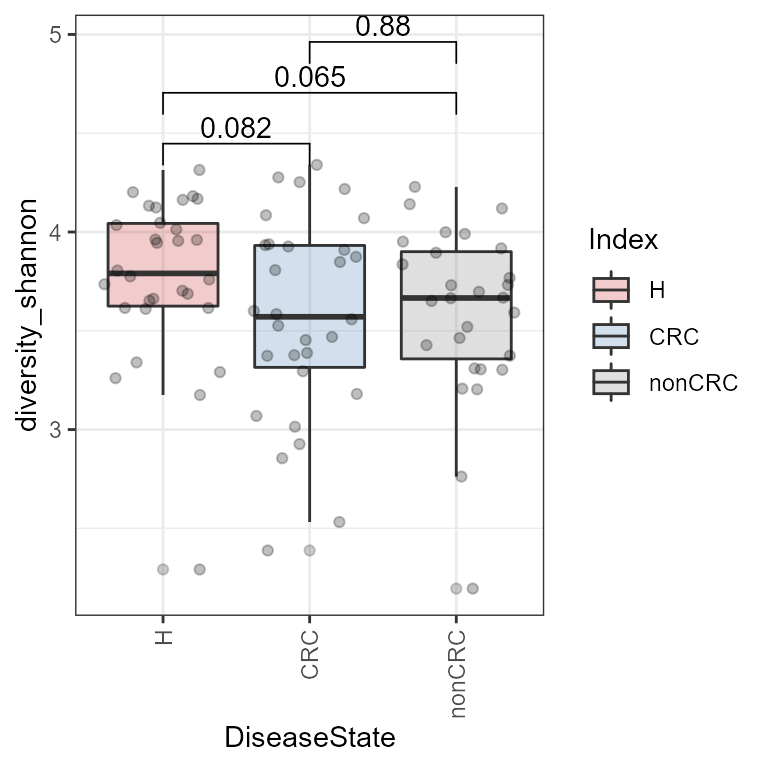 0.88
5
0.065
0.082
4
3
diversity_shannon
Index
H
CRC
nonCRC
H
CRC
nonCRC
DiseaseState